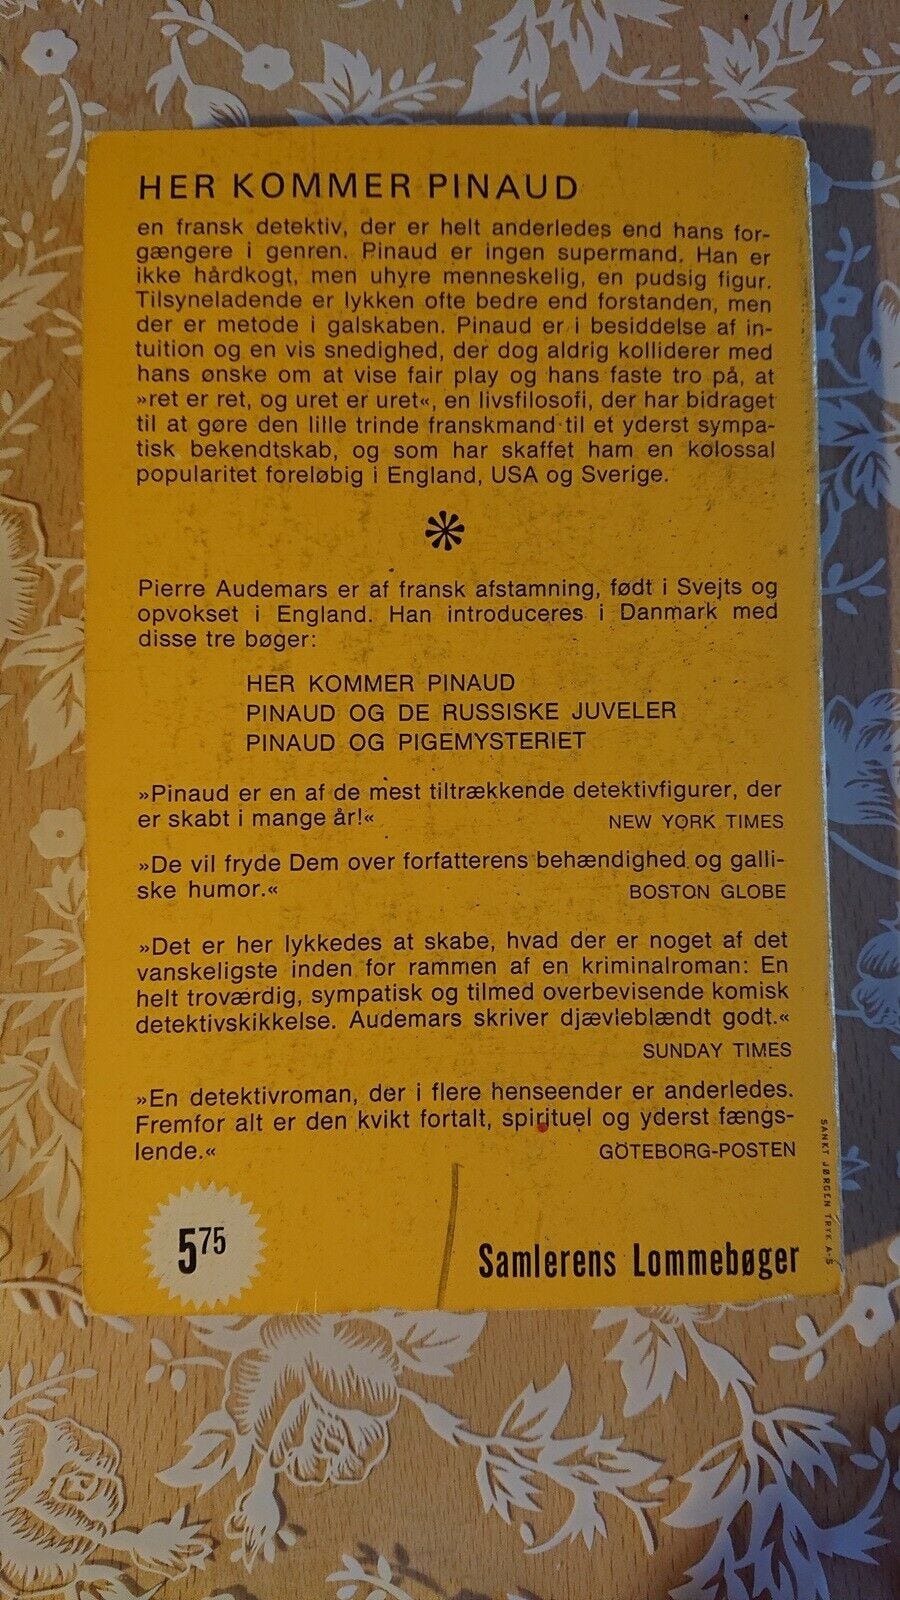 HER KOMMER PINAUD
en fransk detektiv, der er helt anderledes end hans for-
gængere i genren. Pinaud er ingen supermand. Han er
ikke hårdkogt, men uhyre menneskelig, en pudsig figur.
Tilsyneladende er lykken ofte bedre end forstanden, men
der er metode i galskaben. Pinaud er i besiddelse af in-
tuition og en vis snedighed, der dog aldrig kolliderer med
hans ønske om at vise fair play og hans faste tro på, at
»ret er ret, og uret er uret«, en livsfilosofi, der har bidraget
til at gøre den lille trinde franskmand til et yderst sympa-
tisk bekendtskab, og som har skaffet ham en kolossal
popularitet foreløbig i England, USA og Sverige.
Pierre Audemars er af fransk afstamning, født i Svejts og
opvokset i England. Han introduceres i Danmark med
disse tre bøger:
HER KOMMER PINAUD
PINAUD OG DE RUSSISKE JUVELER
PINAUD OG PIGEMYSTERIET
»Pinaud er en af de mest tiltrækkende detektivfigurer, der
er skabt i mange år!« NEW YORK TIMES
»De vil fryde Dem over forfatterens behændighed og galli-
ske humor.« BOSTON GLOBE
»Det er her lykkedes at skabe, hvad der er noget af det
vanskeligste inden for rammen af en kriminalroman: En
helt troværdig, sympatisk og tilmed overbevisende komisk
detektivskikkelse. Audemars skriver djævleblændt godt.«
SUNDAY TIMES
»En detektivroman, der i flere henseender er anderledes.
Fremfor alt er den kvikt fortalt, spirituel og yderst fængs-
lende.« GÖTEBORG-POSTEN
SANKT JØRGEN TRYK A-S
575
Samlerens Lommebøger